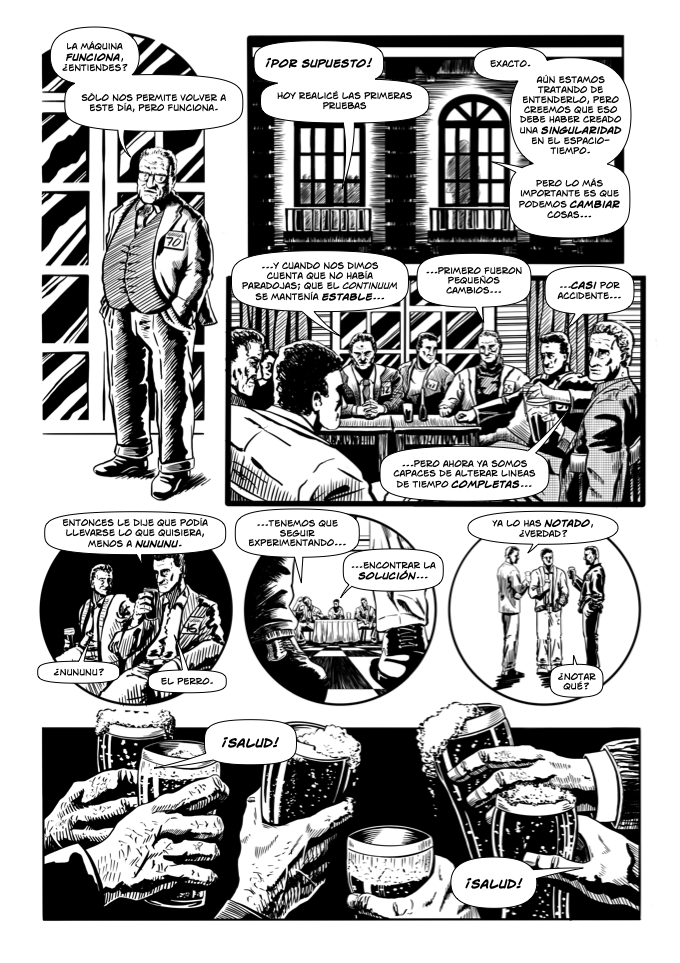 LA MÁQUINA
FUNCIONA,
¿ENTIENDES?
SÓLO NOS PERMITE VOLVER A
ESTE DÍA, PERO FUNCIONA.
70
¡POR SUPUESTO!
HOY REALICÉ LAS PRIMERAS
PRUEBAS
EXACTO.
AÚN ESTAMOS
TRATANDO DE
ENTENDERLO, PERO
CREEMOS QUE ESO
DEBE HABER CREADO
UNA SINGULARIDAD
EN EL ESPACIO-
TIEMPO.
PERO LO MÁS
IMPORTANTE ES QUE
PODEMOS CAMBIAR
COSAS...
...Y CUANDO NOS DIMOS
CUENTA QUE NO HABÍA
PARADOJAS; QUE EL CONTINUUM
SE MANTENÍA ESTABLE...
...PRIMERO FUERON
PEQUEÑOS
CAMBIOS...
...CASI POR
ACCIDENTE...
...PERO AHORA YA SOMOS
CAPACES DE ALTERAR LINEAS
DE TIEMPO COMPLETAS...
ENTONCES LE DIJE QUE PODÍA
LLEVARSE LO QUE QUISIERA,
MENOS A NUNUNU.
¿NUNUNU?
EL PERRO.
...TENEMOS QUE
SEGUIR
EXPERIMENTANDO...
...ENCONTRAR LA
SOLUCIÓN...
YA LO HAS NOTADO,
¿VERDAD?
¿NOTAR
QUÉ?
¡SALUD!
¡SALUD!